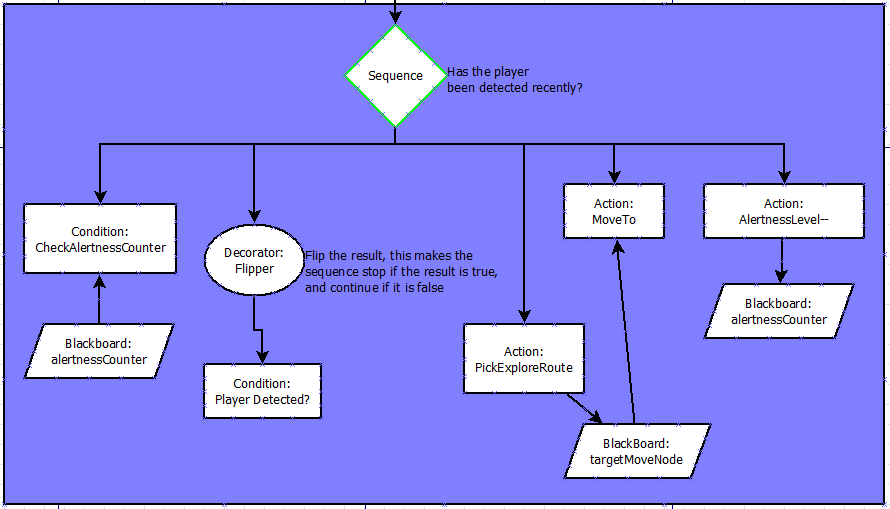 Sequence
Has the player
been detected recently?
Condition:
CheckAlertnessCounter
Blackboard:
alertnessCounter
Decorator:
Flipper
Flip the result, this makes the
sequence stop if the result is true,
and continue if it is false
Condition:
Player Detected?
Action:
PickExploreRoute
BlackBoard:
targetMoveNode
Action:
MoveTo
Action:
AlertnessLevel--
Blackboard:
alertnessCounter